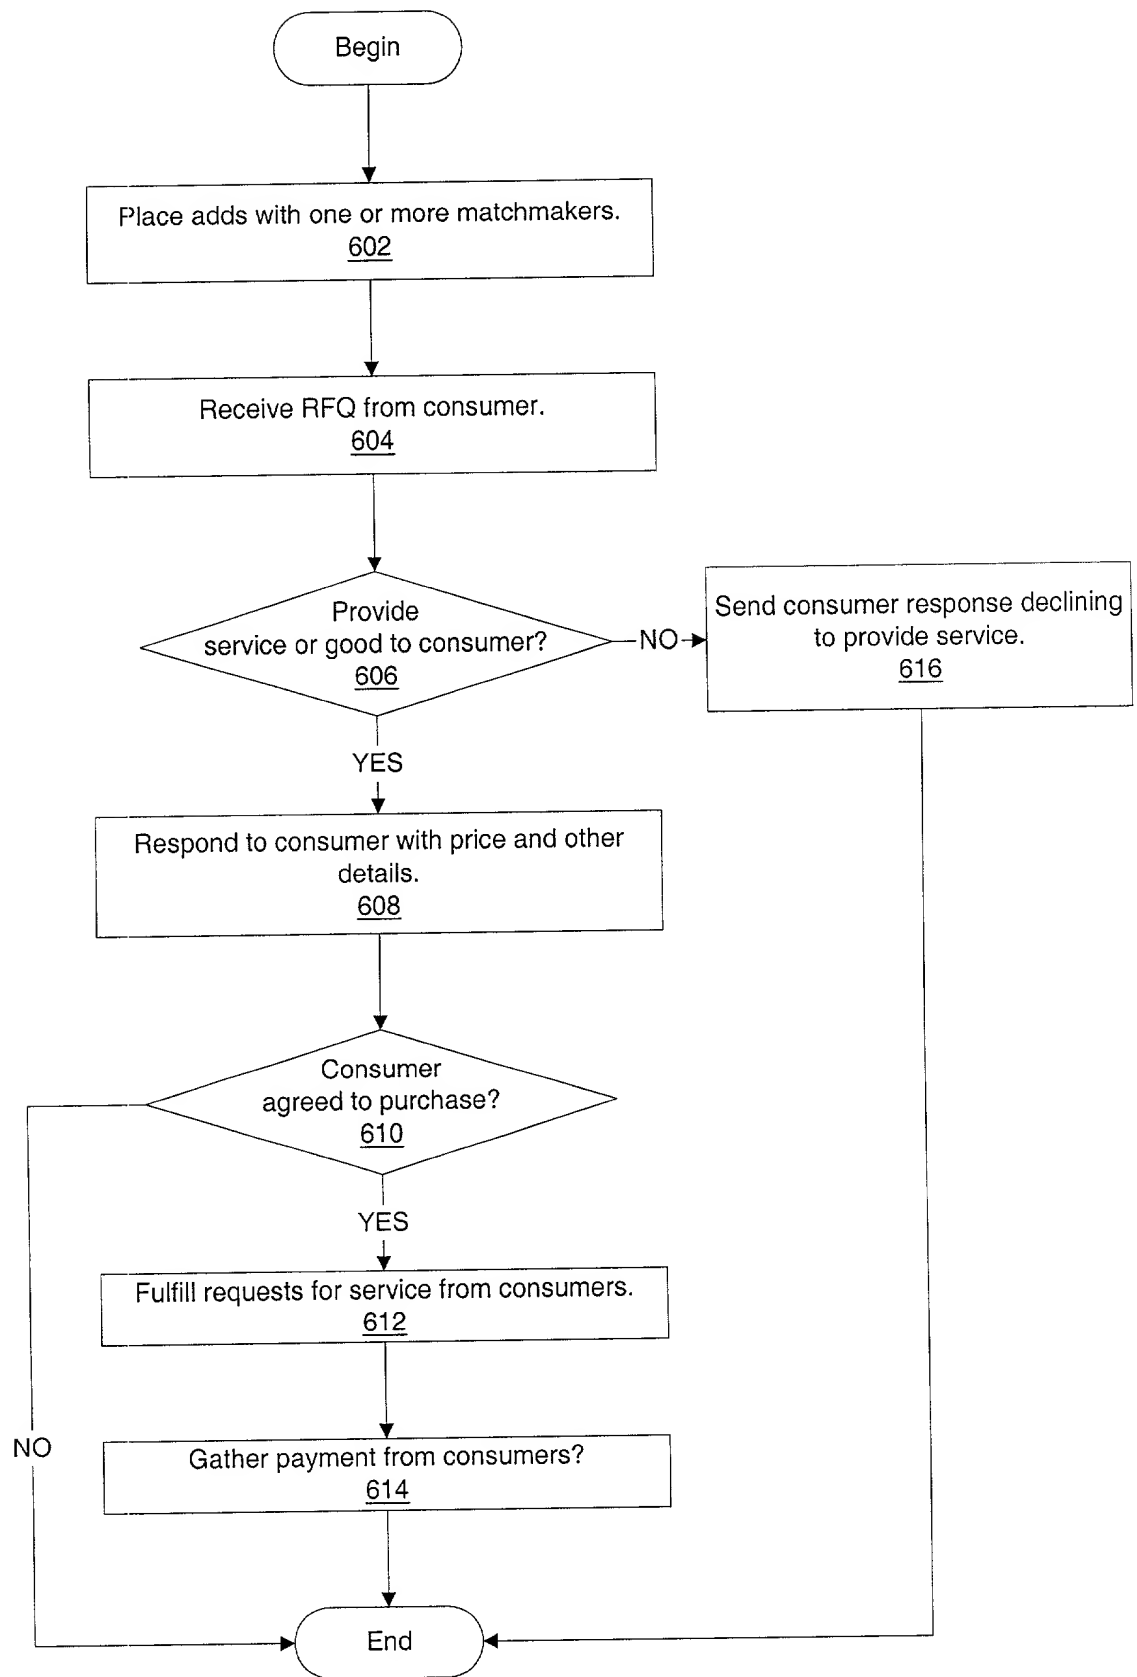 Begin
Place adds with one or more matchmakers.
602
Receive RFQ from consumer.
604
Provide
service or good to consumer?
606
NO
Send consumer response declining
to provide service.
616
YES
Respond to consumer with price and other
details.
608
Consumer
agreed to purchase?
610
YES
Fulfill requests for service from consumers.
612
NO
Gather payment from consumers?
614
End